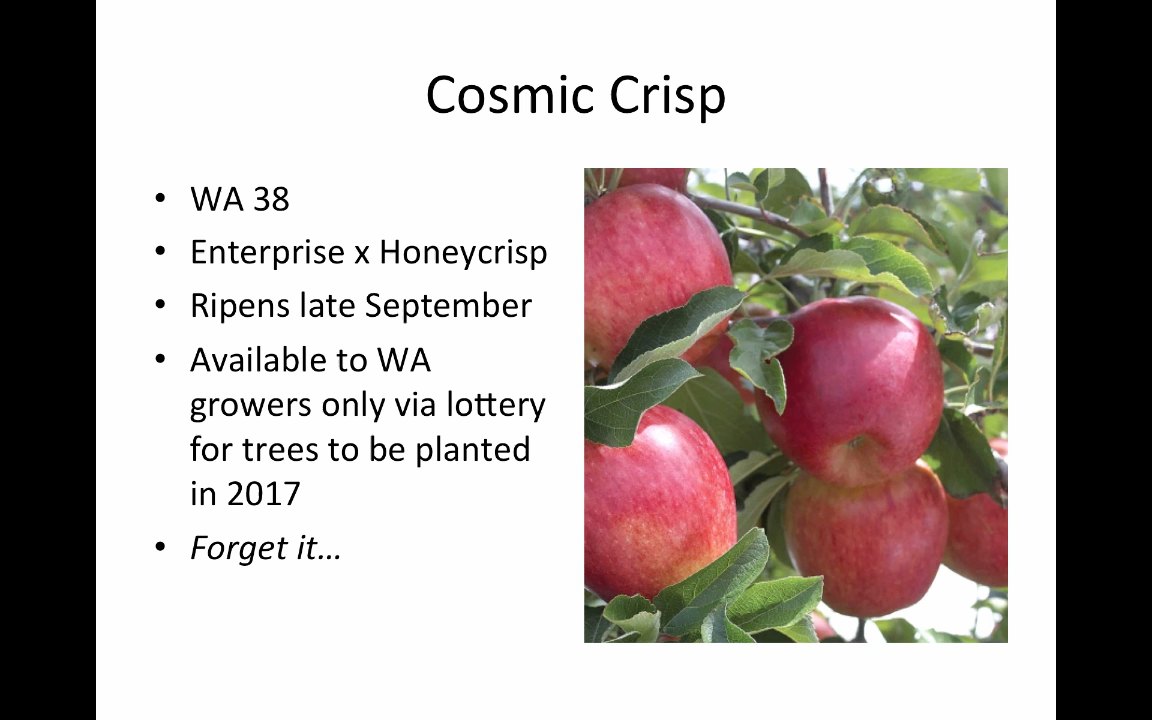 Cosmic Crisp
• WA 38
• Enterprise x Honeycrisp
• Ripens late September
• Available to WA
growers only via lottery
for trees to be planted
in 2017
• Forget it…